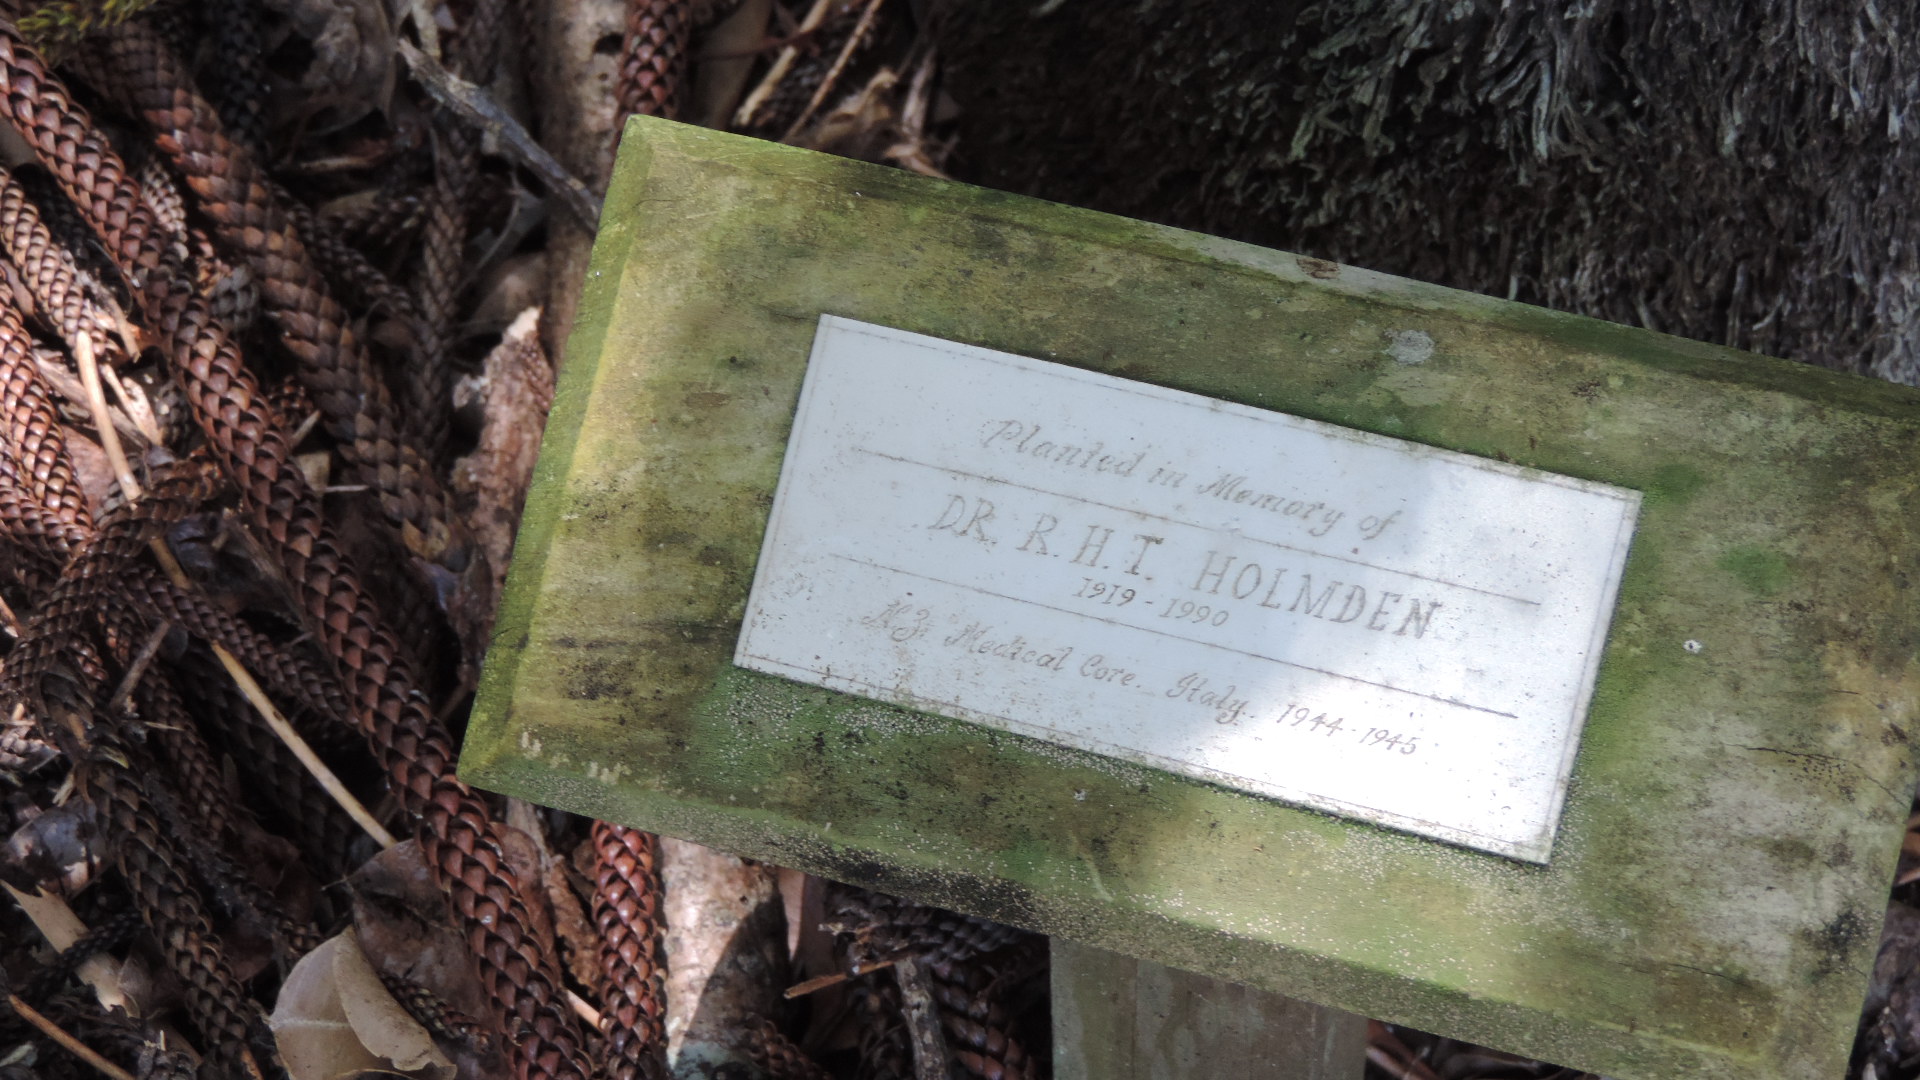 Planted in Memory of
DR. R. H. T. HOLMDEN
1919 - 1990
N.Z. Medical Core. Italy. 1944 - 1945